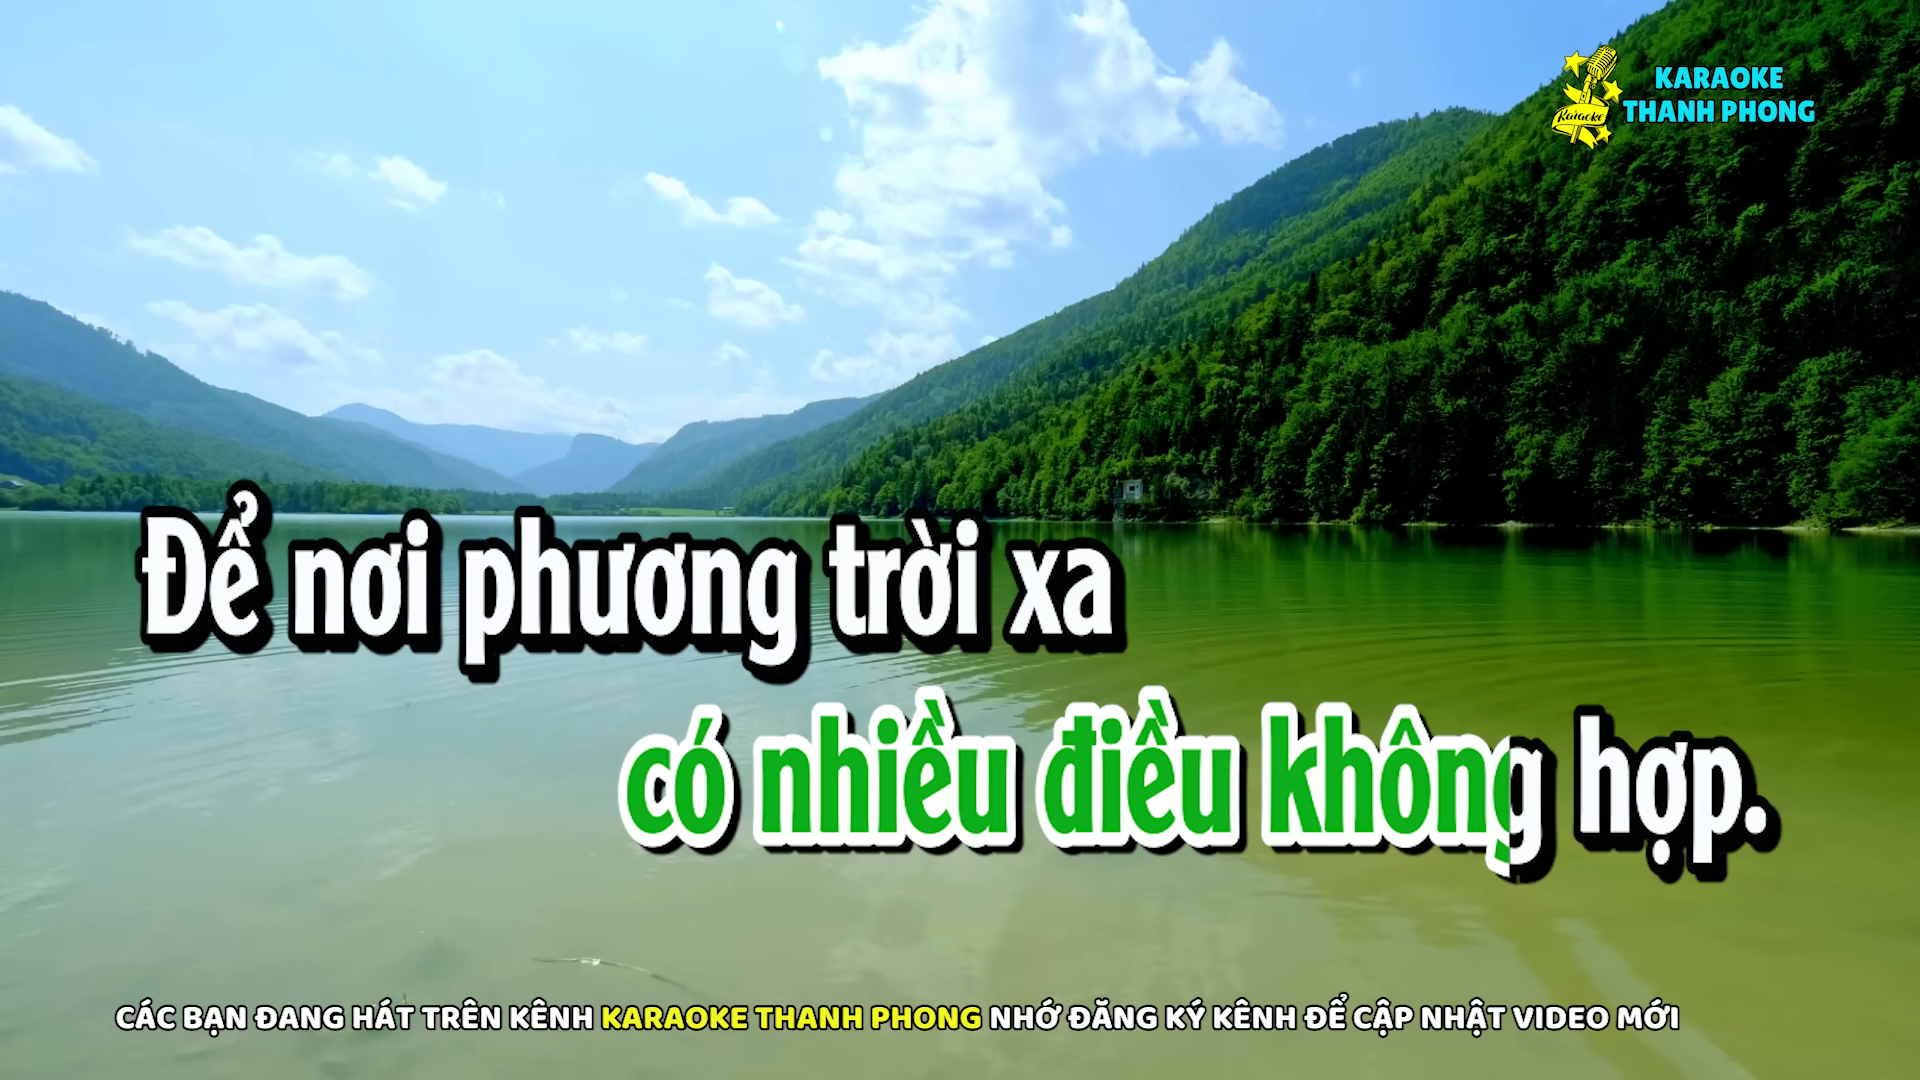 Karaoke
KARAOKE
THANH PHONG
Để nơi phương trời xa
có nhiều điều không hợp.
CÁC BẠN ĐANG HÁT TRÊN KÊNH KARAOKE THANH PHONG NHỚ ĐĂNG KÝ KÊNH ĐỂ CẬP NHẬT VIDEO MỚI